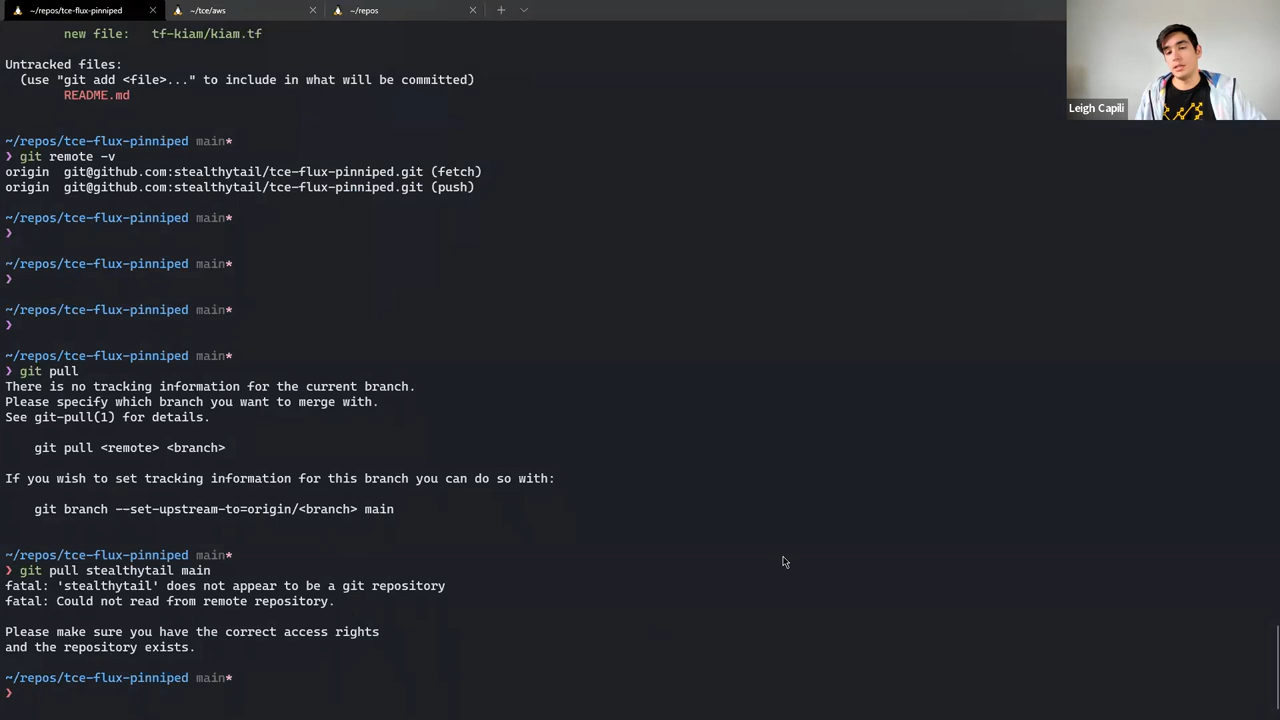 ~/repos/tce-flux-pinniped
~/tce/aws
~/repos
new file:   tf-kiam/kiam.tf
Untracked files:
(use "git add <file>..." to include in what will be committed)
README.md
~/repos/tce-flux-pinniped main*
❯ git remote -v
origin  git@github.com:stealthytail/tce-flux-pinniped.git (fetch)
origin  git@github.com:stealthytail/tce-flux-pinniped.git (push)
~/repos/tce-flux-pinniped main*
❯
~/repos/tce-flux-pinniped main*
❯
~/repos/tce-flux-pinniped main*
❯
~/repos/tce-flux-pinniped main*
❯ git pull
There is no tracking information for the current branch.
Please specify which branch you want to merge with.
See git-pull(1) for details.
git pull <remote> <branch>
If you wish to set tracking information for this branch you can do so with:
git branch --set-upstream-to=origin/<branch> main
~/repos/tce-flux-pinniped main*
❯ git pull stealthytail main
fatal: 'stealthytail' does not appear to be a git repository
fatal: Could not read from remote repository.
Please make sure you have the correct access rights
and the repository exists.
~/repos/tce-flux-pinniped main*
❯
Leigh Capili